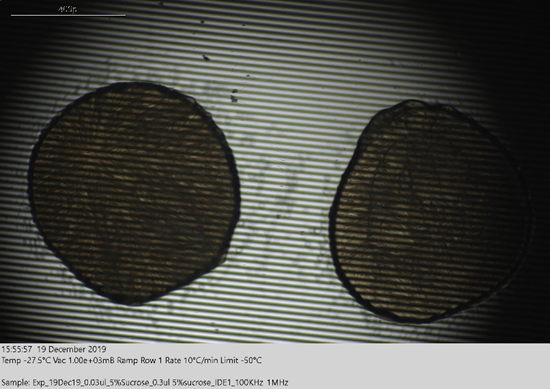 400µ
15:55:57 19 December 2019
Temp -27.5°C Vac 1.00e+03mB Ramp Row 1 Rate 10°C/min Limit -50°C
Sample: Exp_19Dec19_0.03ul_5%Sucrose_0.3ul 5%sucrose_IDE1_100KHz 1MHz